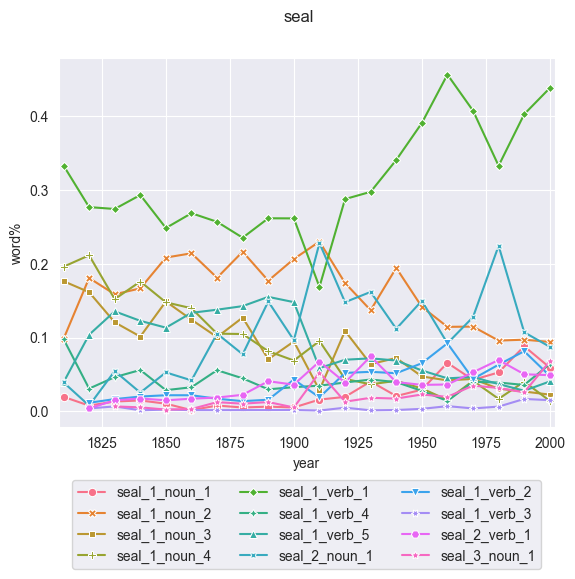 seal
word%
0.4
0.3
0.2
0.1
0.0
1825 1850 1875 1900 1925 1950 1975 2000
year
seal_1_noun_1 seal_1_verb_1 seal_1_verb_2
seal_1_noun_2 seal_1_verb_4 seal_1_verb_3
seal_1_noun_3 seal_1_verb_5 seal_2_verb_1
seal_1_noun_4 seal_2_noun_1 seal_3_noun_1